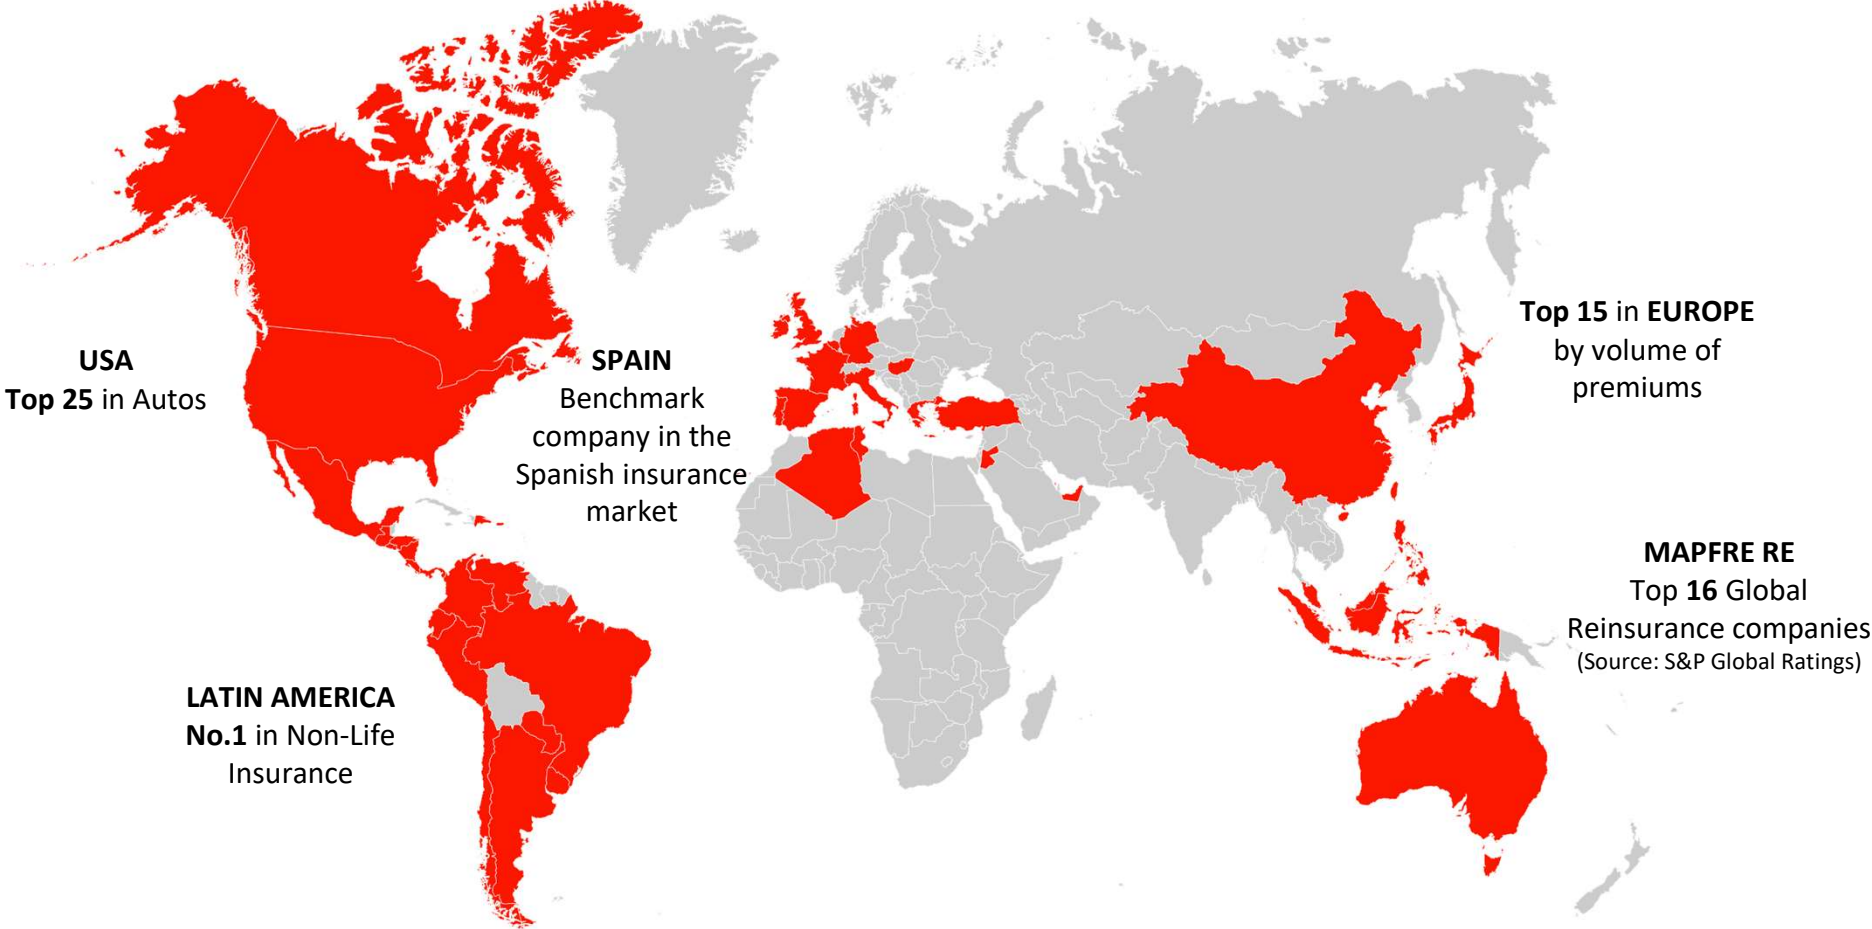 USA
Top 25 in Autos
SPAIN
Benchmark
company in the
Spanish insurance
market
LATIN AMERICA
No.1 in Non-Life
Insurance
Top 15 in EUROPE
by volume of
premiums
MAPFRE RE
Top 16 Global
Reinsurance companies
(Source: S&P Global Ratings)